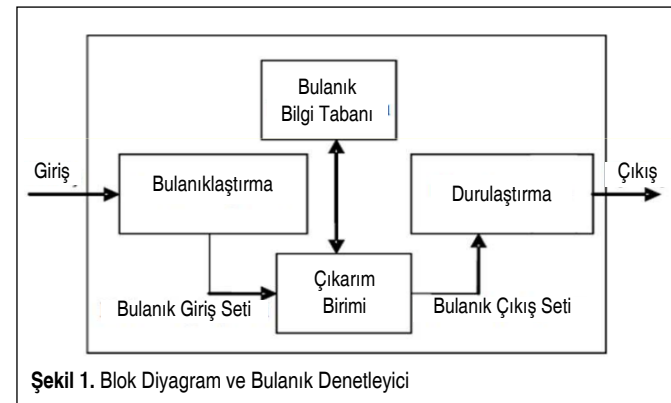 Bulanık
Bilgi Tabanı
Giriş
Bulanıklaştırma
Durulaştırma
Çıkış
Çıkarım
Birimi
Bulanık Giriş Seti
Bulanık Çıkış Seti
Şekil 1. Blok Diyagram ve Bulanık Denetleyici